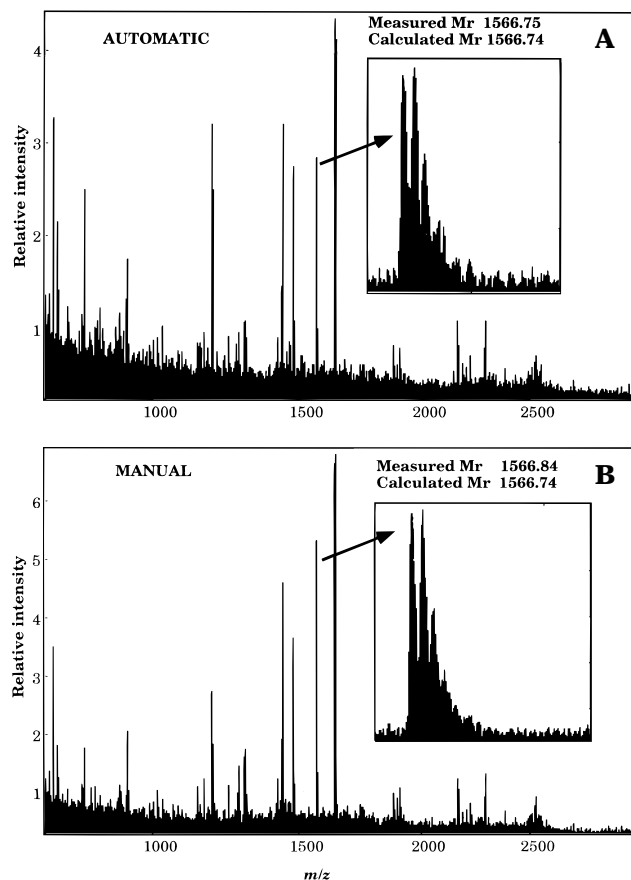 AUTOMATIC
Measured Mr 1566.75
Calculated Mr 1566.74
A
Relative intensity
4
3
2
1
1000 1500 2000 2500
MANUAL
Measured Mr 1566.84
Calculated Mr 1566.74
B
Relative intensity
6
5
4
3
2
1
1000 1500 2000 2500
m/z